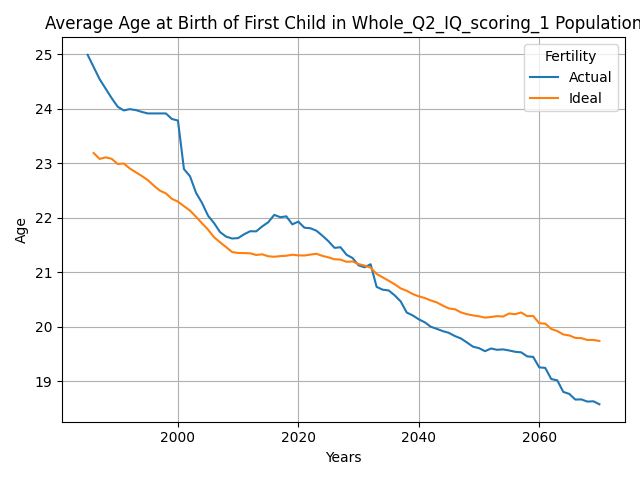 Average Age at Birth of First Child in Whole_Q2_IQ_scoring_1 Population
Fertility
Actual
Ideal
25
24
23
22
21
20
19
Age
2000
2020
2040
2060
Years